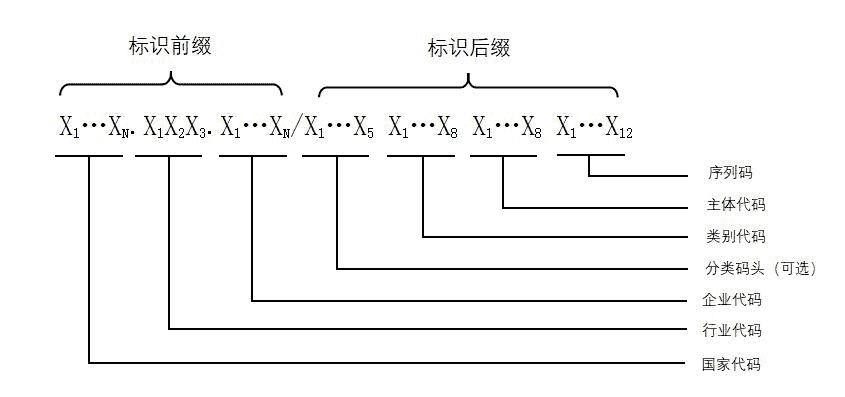 标识前缀 标识后缀
X₁…X_N. X₁X₂X₃. X₁…X_N/X₁…X₅ X₁…X₈ X₁…X₈ X₁…X₁₂
序列码
主体代码
类别代码
分类码头（可选）
企业代码
行业代码
国家代码